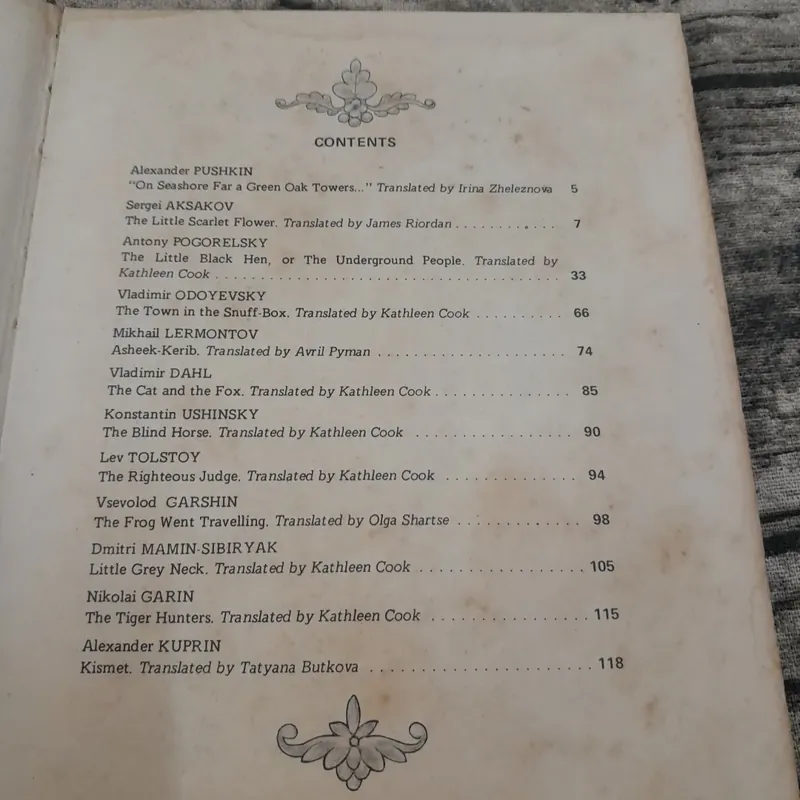 CONTENTS
Alexander PUSHKIN
"On Seashore Far a Green Oak Towers..." Translated by Irina Zheleznova 5
Sergei AKSAKOV
The Little Scarlet Flower. Translated by James Riordan . . . . . . . . . . . 7
Antony POGORELSKY
The Little Black Hen, or The Underground People. Translated by
Kathleen Cook . . . . . . . . . . . . . . . . . . . . . . . . . . . . . . . . . . . . . 33
Vladimir ODOYEVSKY
The Town in the Snuff-Box. Translated by Kathleen Cook . . . . . . . . . . 66
Mikhail LERMONTOV
Asheek-Kerib. Translated by Avril Pyman . . . . . . . . . . . . . . . . . . . . 74
Vladimir DAHL
The Cat and the Fox. Translated by Kathleen Cook . . . . . . . . . . . . . . . 85
Konstantin USHINSKY
The Blind Horse. Translated by Kathleen Cook . . . . . . . . . . . . . . . . 90
Lev TOLSTOY
The Righteous Judge. Translated by Kathleen Cook . . . . . . . . . . . . . 94
Vsevolod GARSHIN
The Frog Went Travelling. Translated by Olga Shartse . . . . . . . . . . . . 98
Dmitri MAMIN-SIBIRYAK
Little Grey Neck. Translated by Kathleen Cook . . . . . . . . . . . . . . . . 105
Nikolai GARIN
The Tiger Hunters. Translated by Kathleen Cook . . . . . . . . . . . . . . . 115
Alexander KUPRIN
Kismet. Translated by Tatyana Butkova . . . . . . . . . . . . . . . . . . . . . . 118